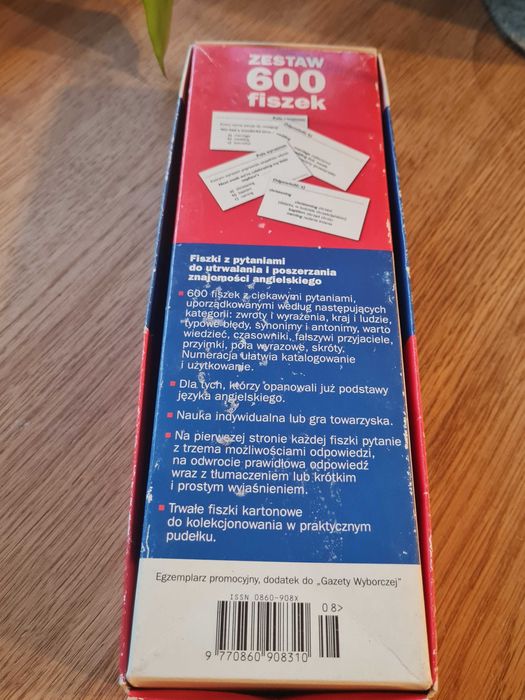 ZESTAW
600
fiszek
Odpowiedź: a)
Fiszki z pytaniami
do utrwalania i poszerzania
znajomości angielskiego
600 fiszek z ciekawymi pytaniami,
uporządkowanymi według następujących
kategorii: zwroty i wyrażenia, kraj i ludzie,
typowe błędy, synonimy i antonimy, warto
wiedzieć, czasowniki, fałszywi przyjaciele,
przyimki, pola wyrazowe, skróty.
Numeracja ułatwia katalogowanie
i użytkowanie.
Dla tych, którzy opanowali już podstawy
języka angielskiego.
Nauka indywidualna lub gra towarzyska.
Na pierwszej stronie każdej fiszki pytanie
z trzema możliwościami odpowiedzi,
na odwrocie prawidłowa odpowiedź
wraz z tłumaczeniem lub krótkim
i prostym wyjaśnieniem.
Trwałe fiszki kartonowe
do kolekcjonowania w praktycznym
pudełku.
Egzemplarz promocyjny, dodatek do „Gazety Wyborczej"
ISSN 0860-908X
08>
9 770860 908310